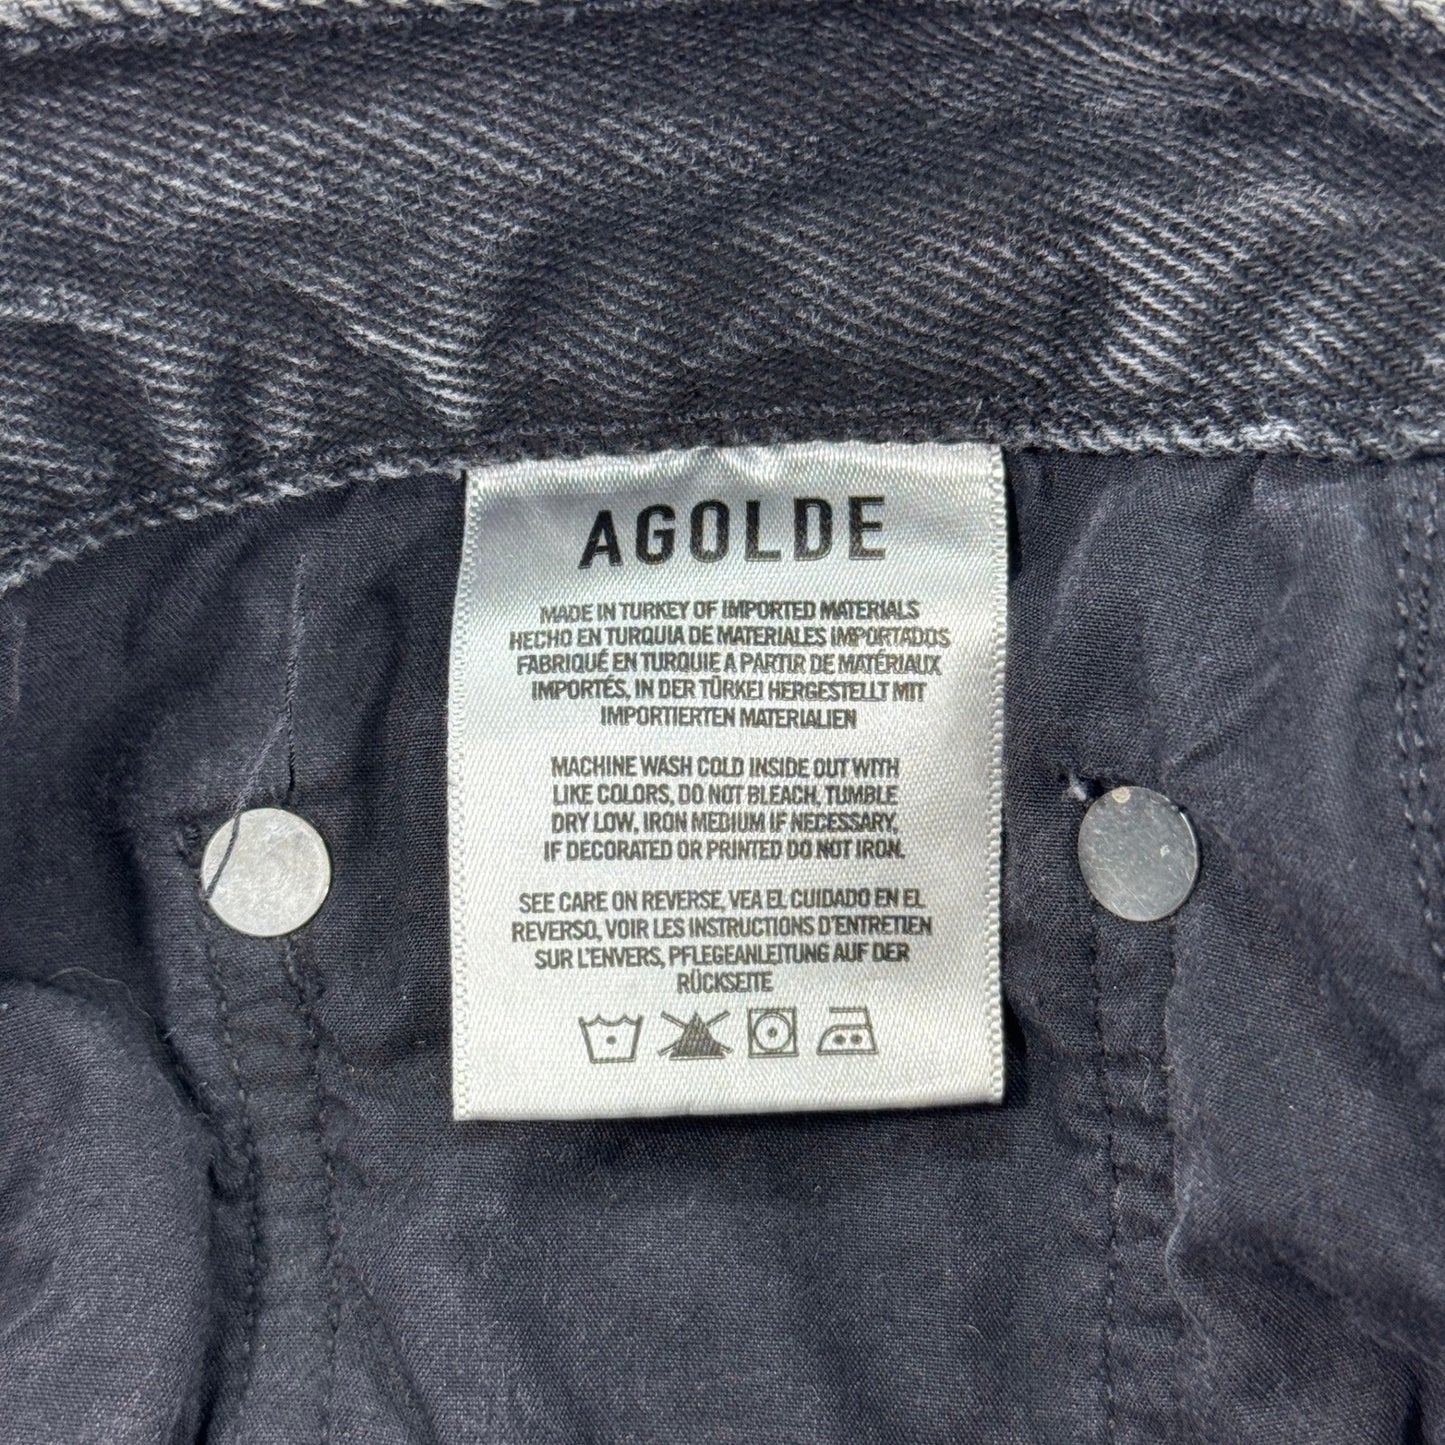 AGOLDE
MADE IN TURKEY OF IMPORTED MATERIALS
HECHO EN TURQUIA DE MATERIALES IMPORTADOS
FABRIQUÉ EN TURQUIE A PARTIR DE MATÉRIAUX
IMPORTÉS, IN DER TÜRKEI HERGESTELLT MIT
IMPORTIERTEN MATERIALIEN
MACHINE WASH COLD INSIDE OUT WITH
LIKE COLORS, DO NOT BLEACH, TUMBLE
DRY LOW, IRON MEDIUM IF NECESSARY,
IF DECORATED OR PRINTED DO NOT IRON.
SEE CARE ON REVERSE, VEA EL CUIDADO EN EL
REVERSO, VOIR LES INSTRUCTIONS D'ENTRETIEN
SUR L'ENVERS, PFLEGEANLEITUNG AUF DER
RÜCKSEITE